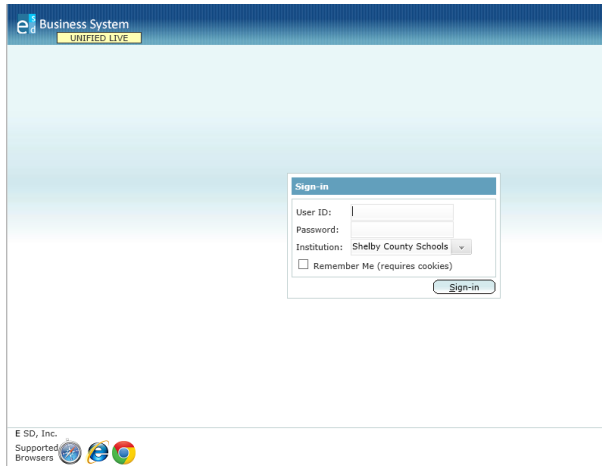 esd Business System
UNIFIED LIVE
Sign-in
User ID:
Password:
Institution: Shelby County Schools
Remember Me (requires cookies)
Sign-in
E SD, Inc.
Supported
Browsers